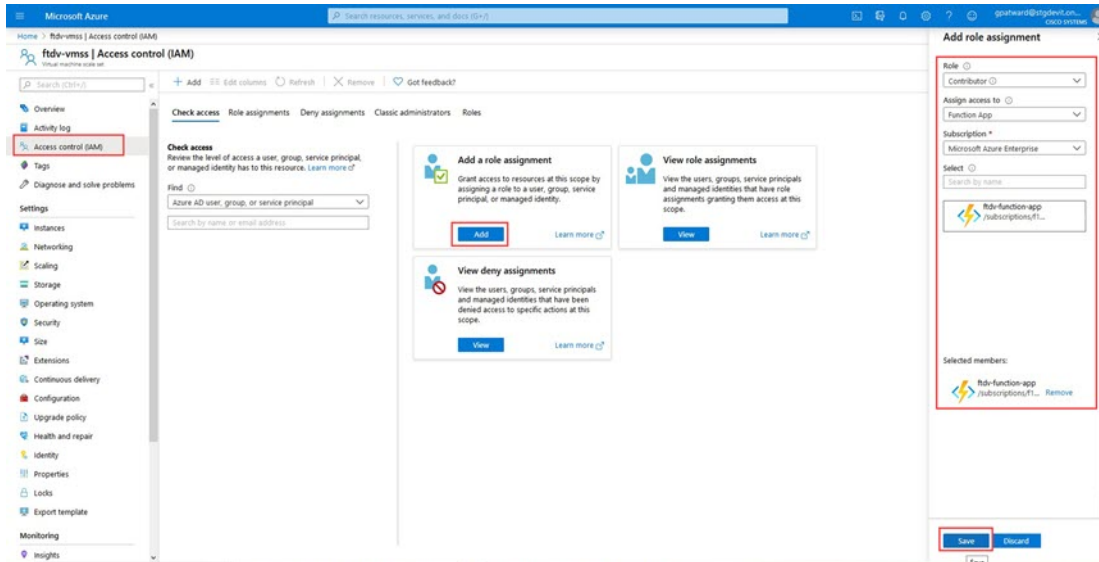 Microsoft Azure
Search resources, services, and docs (G+/)
gpatward@stgdevit.on...
CISCO SYSTEMS
Home > ftdv-vmss | Access control (IAM)
ftdv-vmss | Access control (IAM)
Virtual machine scale set
Search (Ctrl+/)
«
Overview
Activity log
Access control (IAM)
Tags
Diagnose and solve problems
Settings
Instances
Networking
Scaling
Storage
Operating system
Security
Size
Extensions
Continuous delivery
Configuration
Upgrade policy
Health and repair
Identity
Properties
Locks
Export template
Monitoring
Insights
+ Add Edit columns Refresh Remove Got feedback?
Check access Role assignments Deny assignments Classic administrators Roles
Check access
Review the level of access a user, group, service principal,
or managed identity has to this resource. Learn more
Find
Azure AD user, group, or service principal
Search by name or email address
Add a role assignment
Grant access to resources at this scope by
assigning a role to a user, group, service
principal, or managed identity.
Add Learn more
View role assignments
View the users, groups, service principals
and managed identities that have role
assignments granting them access at this
scope.
View Learn more
View deny assignments
View the users, groups, service principals
and managed identities that have been
denied access to specific actions at this
scope.
View Learn more
Add role assignment
Role
Contributor
Assign access to
Function App
Subscription *
Microsoft Azure Enterprise
Select
Search by name
ftdv-function-app
/subscriptions/f1...
Selected members:
ftdv-function-app
/subscriptions/f1... Remove
Save Discard